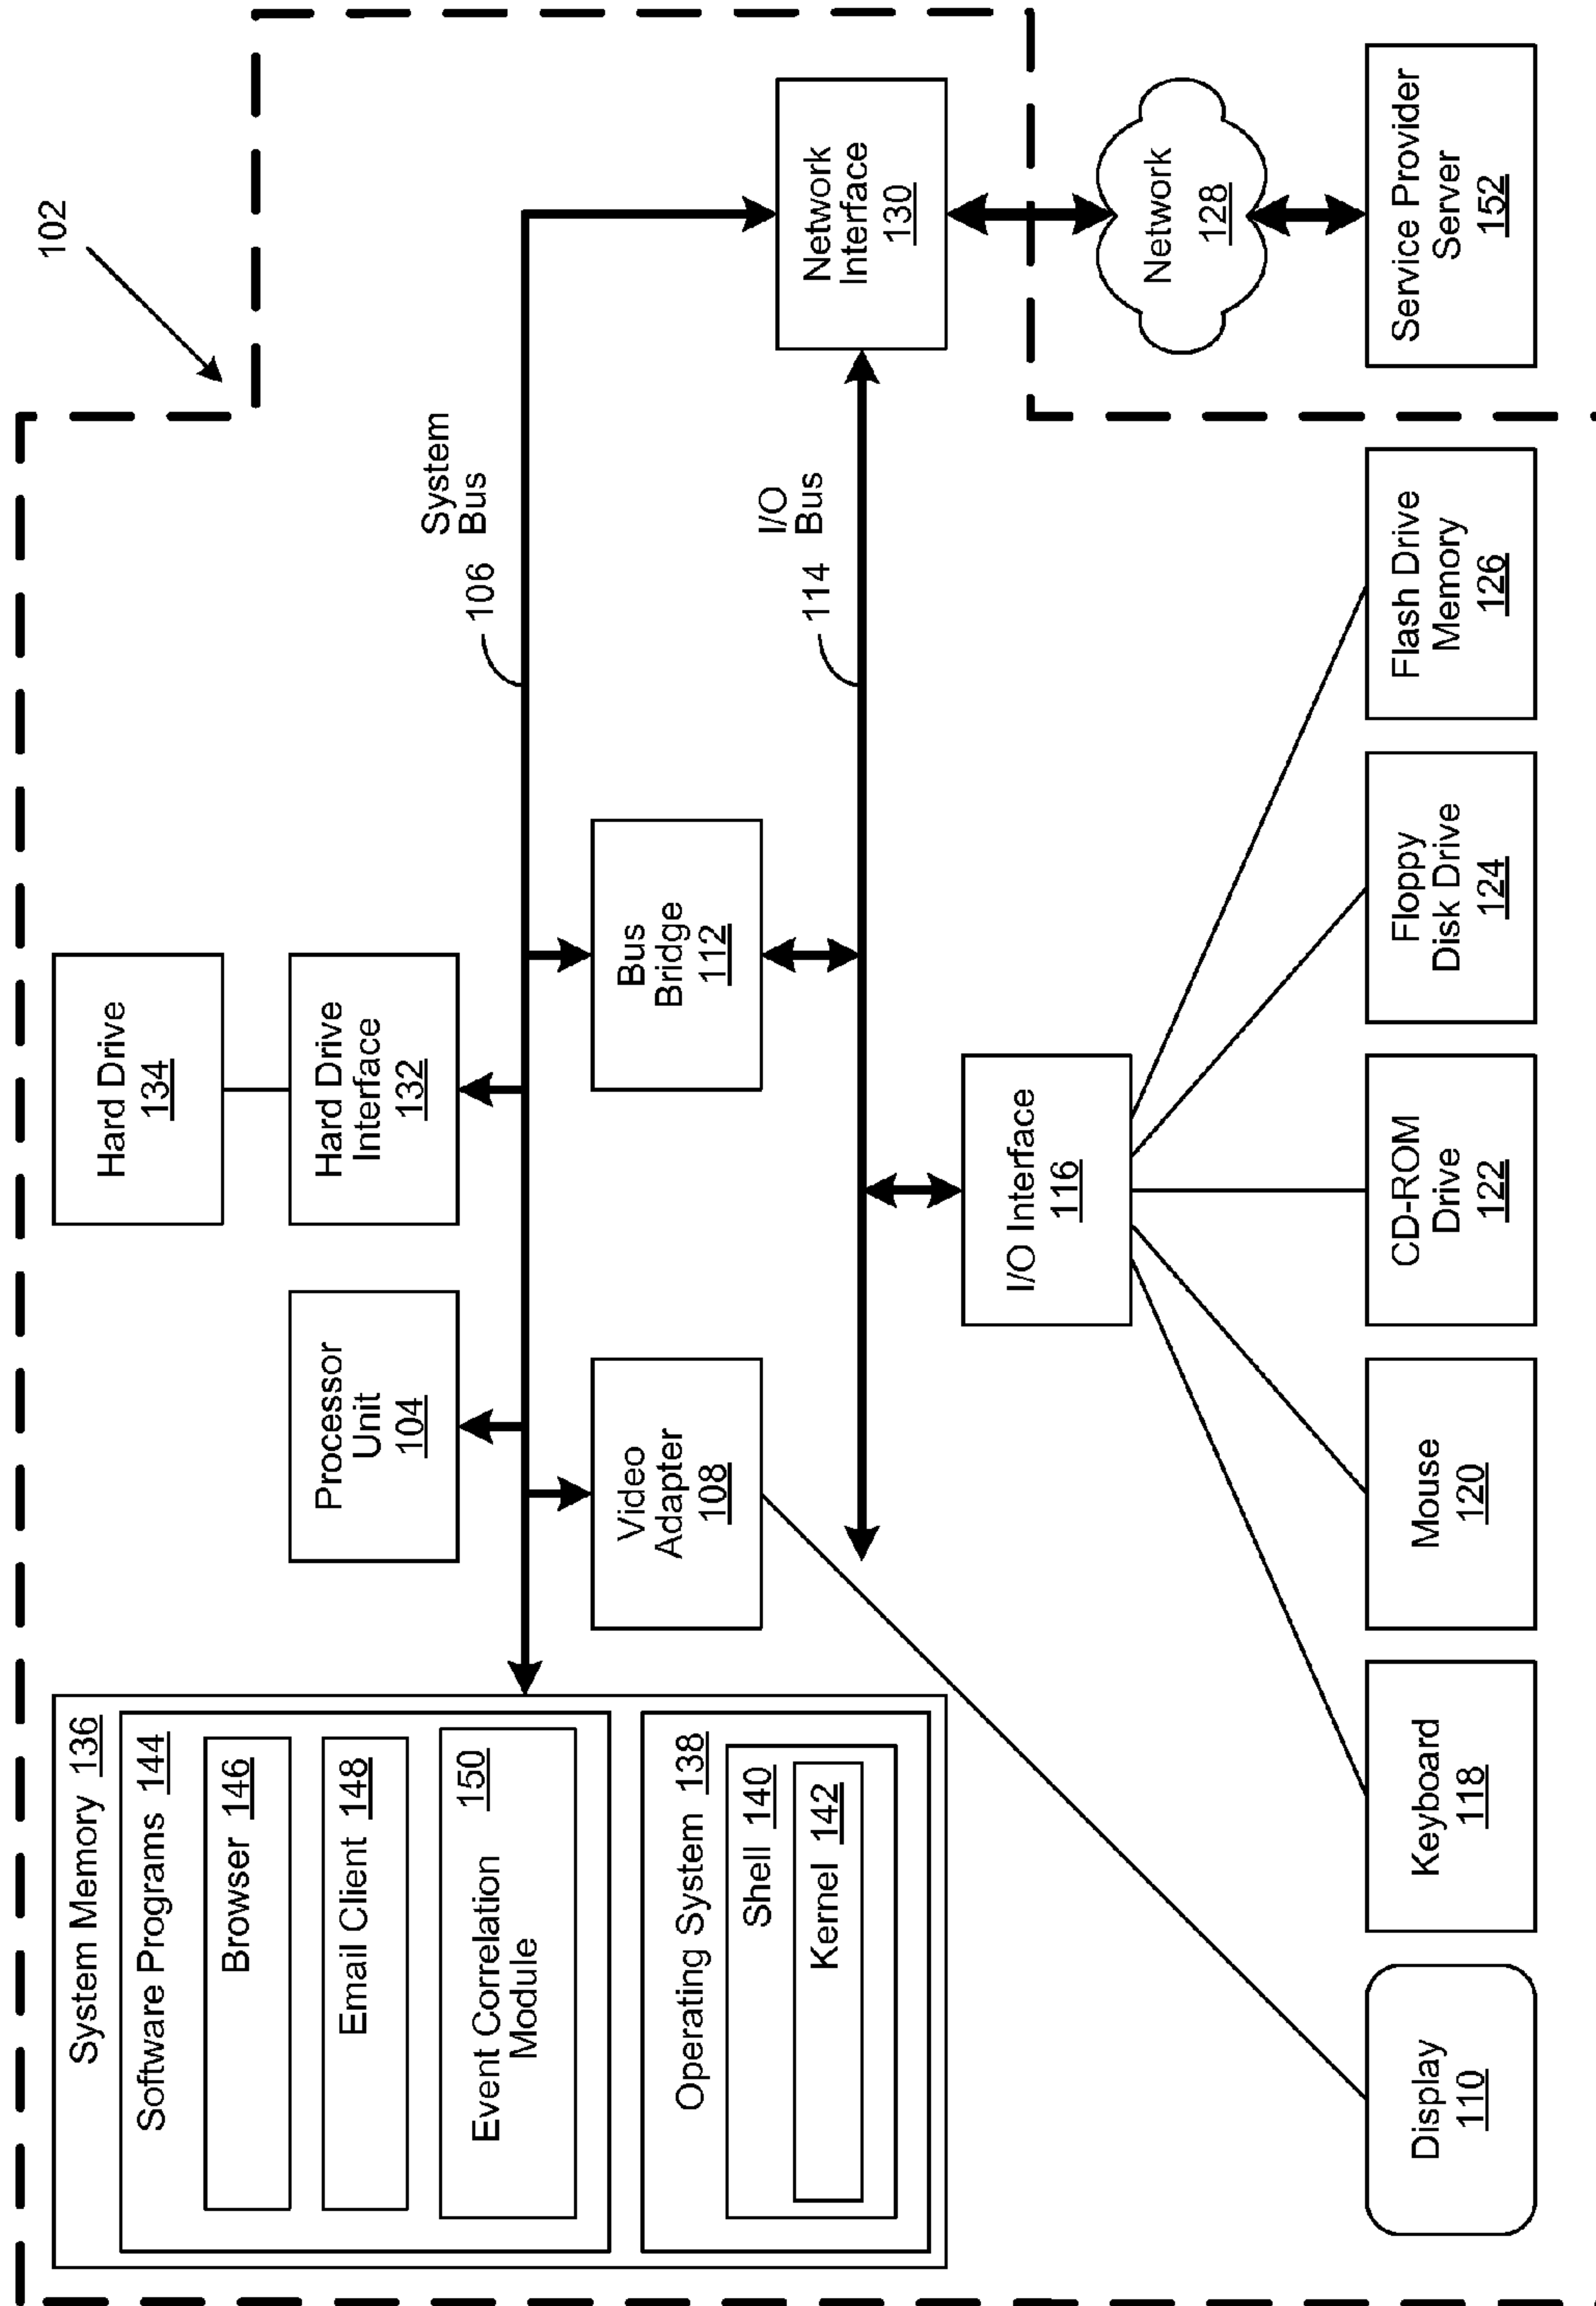 102
System Memory 136
Software Programs 144
Browser 146
Email Client 148
Event Correlation
Module
150
Operating System 138
Shell 140
Kernel 142
Processor
Unit
104
Hard Drive
134
Hard Drive
Interface
132
System
Bus
106
Video
Adapter
108
Bus
Bridge
112
I/O
Bus
114
Network
Interface
130
I/O Interface
116
Network
128
Display
110
Keyboard
118
Mouse
120
CD-ROM
Drive
122
Floppy
Disk Drive
124
Flash Drive
Memory
126
Service Provider
Server
152